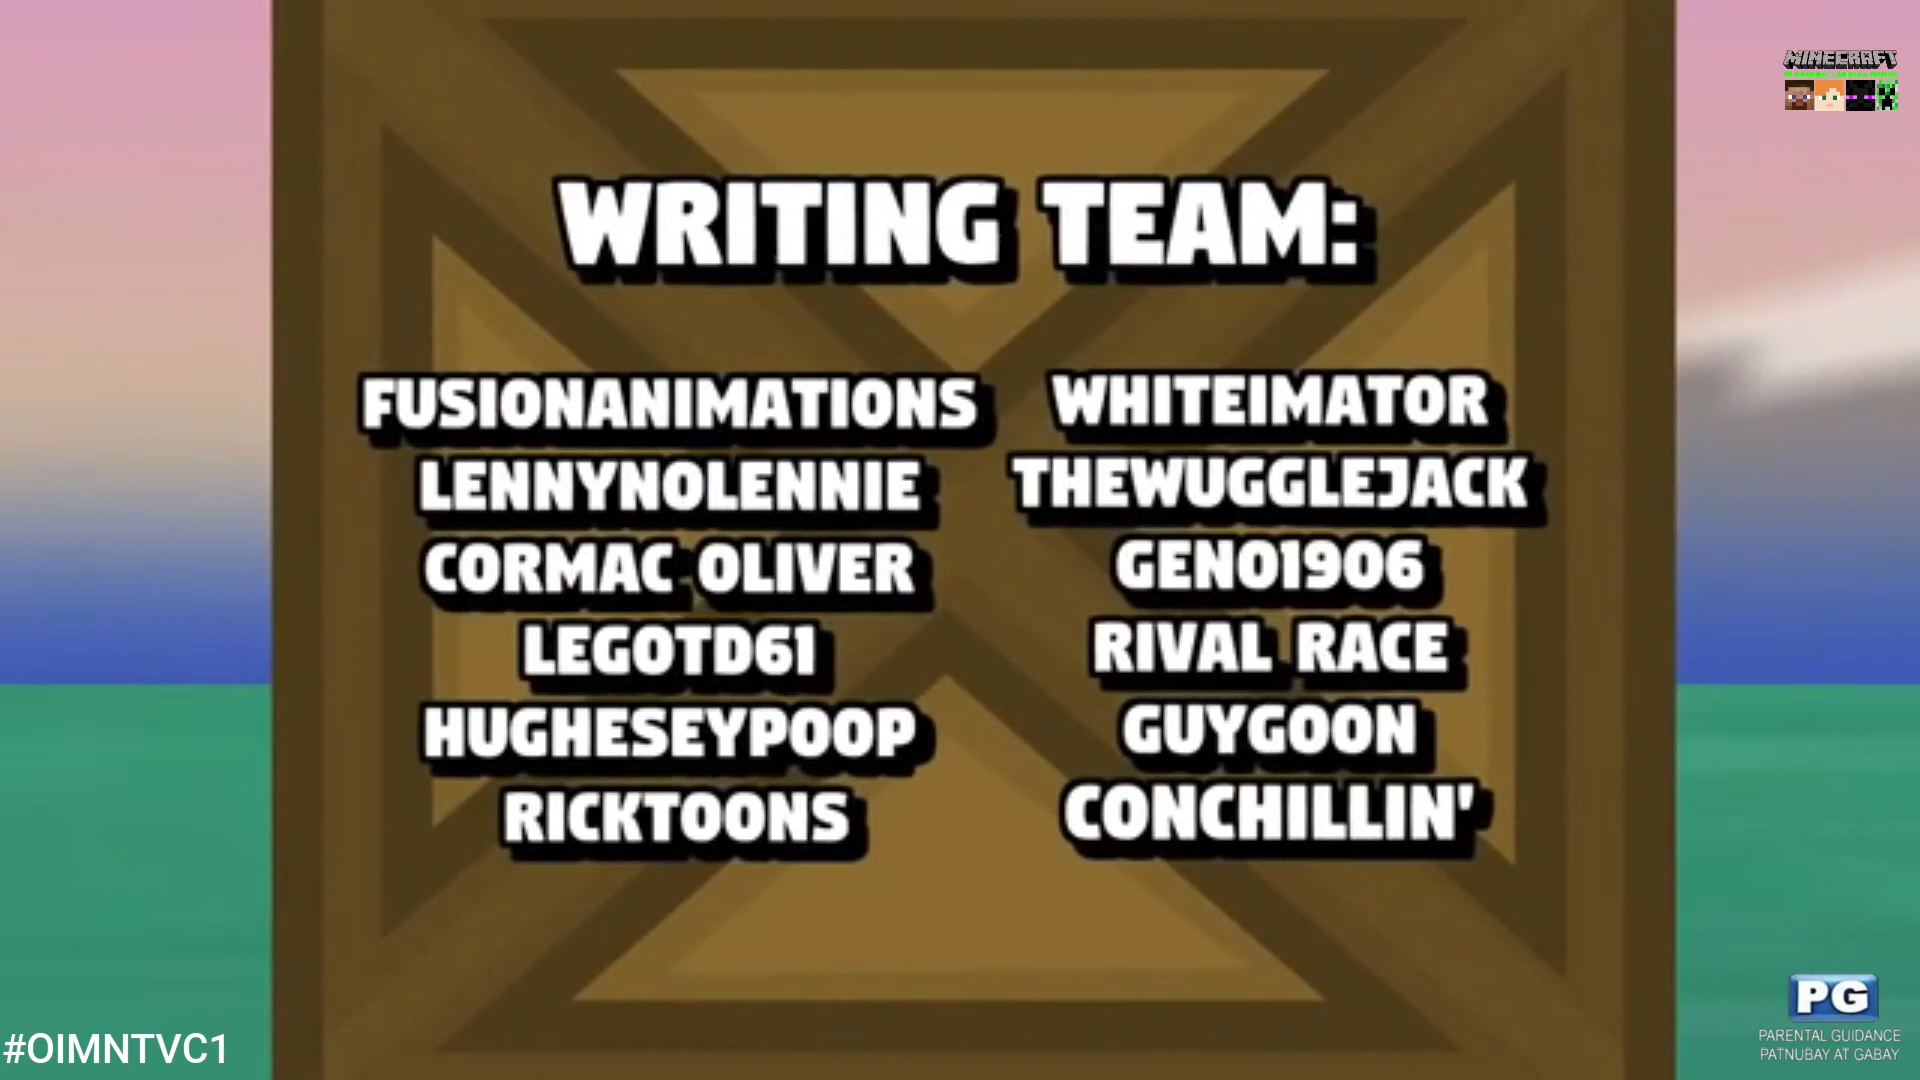 MINECRAFT
WRITING TEAM:
FUSIONANIMATIONS
LENNYNOLENNIE
CORMAC OLIVER
LEGOTD61
HUGHESEYPOOP
RICKTOONS
WHITEIMATOR
THEWUGGLEJACK
GENO1906
RIVAL RACE
GUYGOON
CONCHILLIN'
#OIMNTVC1
PG
PARENTAL GUIDANCE
PATNUBAY AT GABAY